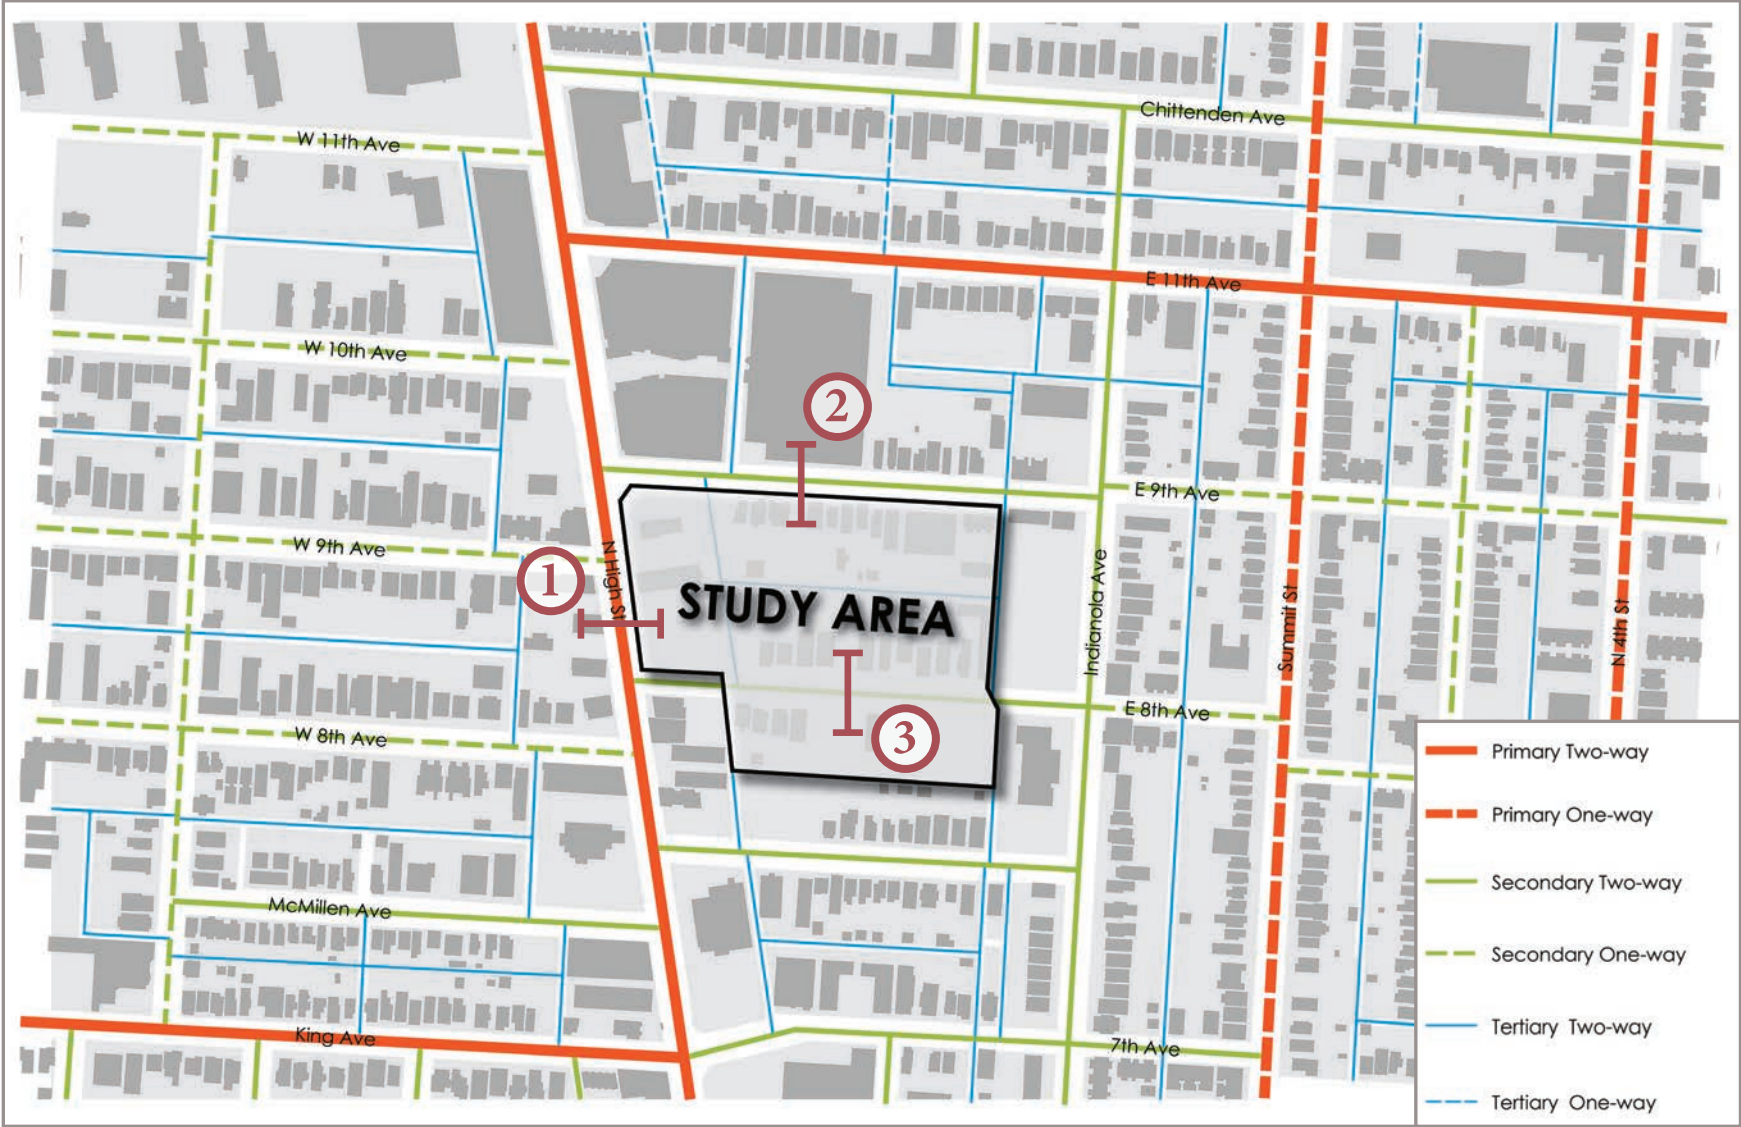 Chittenden Ave
W 11th Ave
E 11th Ave
W 10th Ave
2
E 9th Ave
W 9th Ave
N High St
1
STUDY AREA
Indianola Ave
Summit St
N 4th St
E 8th Ave
W 8th Ave
3
McMillen Ave
King Ave
7th Ave
Primary Two-way
Primary One-way
Secondary Two-way
Secondary One-way
Tertiary Two-way
Tertiary One-way